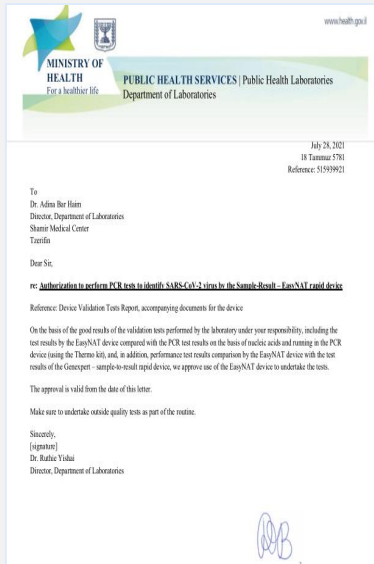 www.health.gov.il
MINISTRY OF
HEALTH
For a healthier life
PUBLIC HEALTH SERVICES | Public Health Laboratories
Department of Laboratories
July 28, 2021
18 Tammuz 5781
Reference: 515939921
To
Dr. Adina Bar Haim
Director, Department of Laboratories
Shamir Medical Center
Tzerifin
Dear Sir,
re: Authorization to perform PCR tests to identify SARS-CoV-2 virus by the Sample-Result – EasyNAT rapid device
Reference: Device Validation Tests Report, accompanying documents for the device
On the basis of the good results of the validation tests performed by the laboratory under your responsibility, including the
test results by the EasyNAT device compared with the PCR test results on the basis of nucleic acids and running in the PCR
device (using the Thermo kit), and, in addition, performance test results comparison by the EasyNAT device with the test
results of the Genexpert – sample-to-result rapid device, we approve use of the EasyNAT device to undertake the tests.
The approval is valid from the date of this letter.
Make sure to undertake outside quality tests as part of the routine.
Sincerely,
[signature]
Dr. Ruthie Yishai
Director, Department of Laboratories